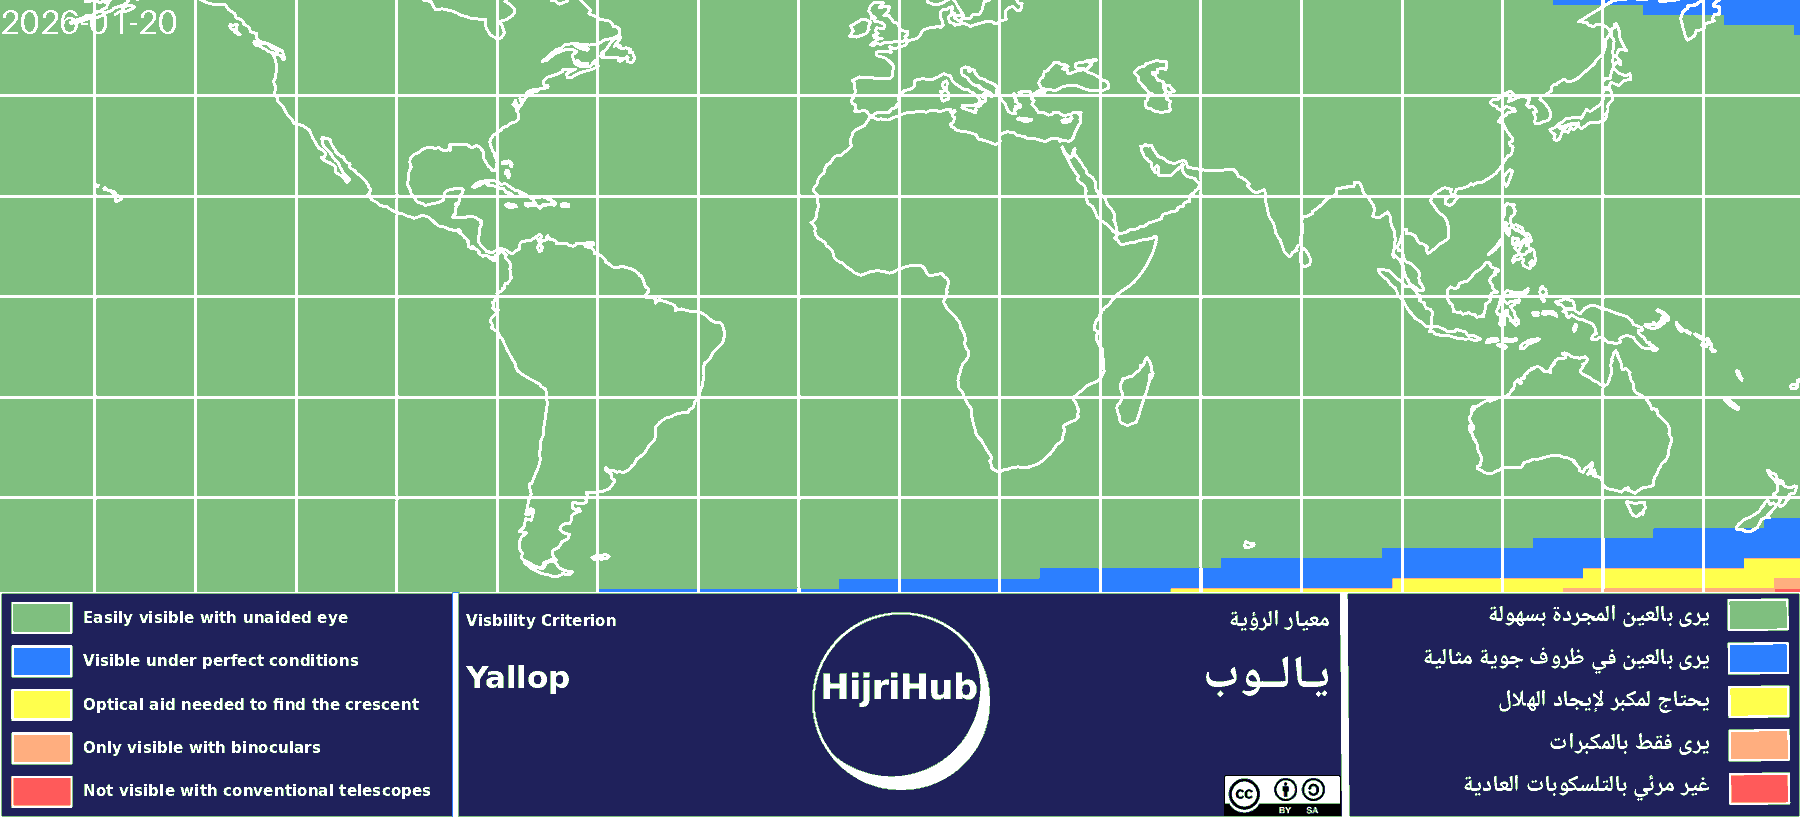 2026-01-20
Easily visible with unaided eye
Visible under perfect conditions
Optical aid needed to find the crescent
Only visible with binoculars
Not visible with conventional telescopes
Visbility Criterion
Yallop
HijriHub
معيار الرؤية
يـالـوب
cc
BY SA
يرى بالعين المجردة بسهولة
يرى بالعين في ظروف جوية مثالية
يحتاج لمكبر لإيجاد الهلال
يرى فقط بالمكبرات
غير مرئي بالتلسكوبات العادية